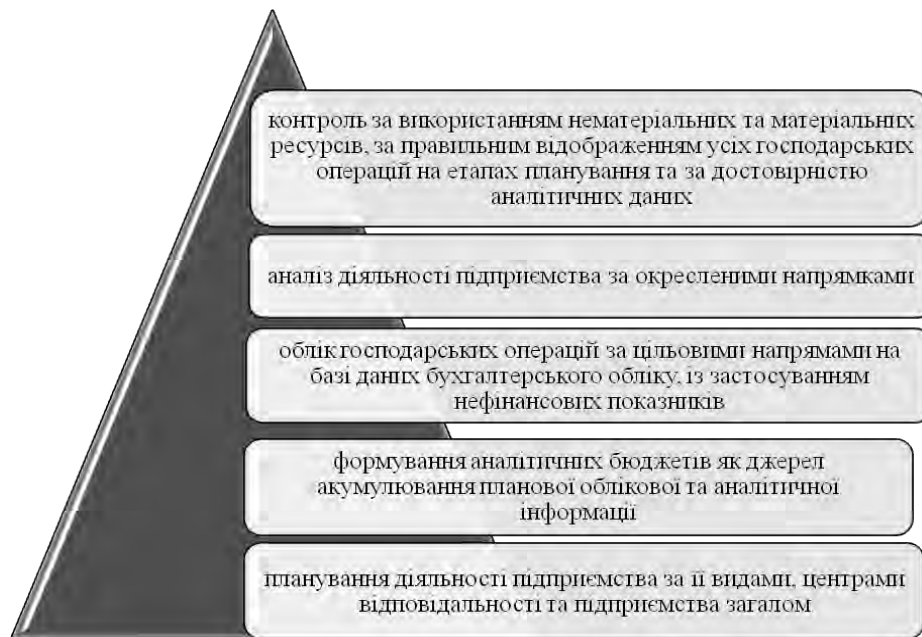 контроль за використанням нематеріальних та матеріальних
ресурсів, за правильним відображенням усіх господарських
операцій на етапах планування та за достовірністю
аналітичних даних
аналіз діяльності підприємства за окресленими напрямками
облік господарських операцій за цільовими напрямами на
базі даних бухгалтерського обліку, із застосуванням
нефінансових показників
формування аналітичних бюджетів як джерел
акумулювання планової облікової та аналітичної
інформації
планування діяльності підприємства за її видами, центрами
відповідальності та підприємства загалом